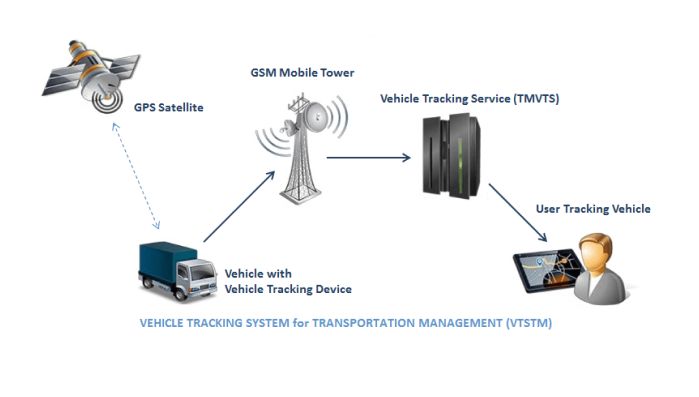 GSM Mobile Tower
GPS Satellite
Vehicle Tracking Service (TMVTS)
User Tracking Vehicle
Vehicle with
Vehicle Tracking Device
VEHICLE TRACKING SYSTEM for TRANSPORTATION MANAGEMENT (VTSTM)